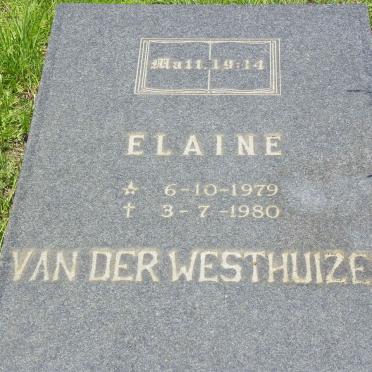 Matt. 19:14
ELAINE
☆ 6-10-1979
✝ 3-7-1980
VAN DER WESTHUIZE